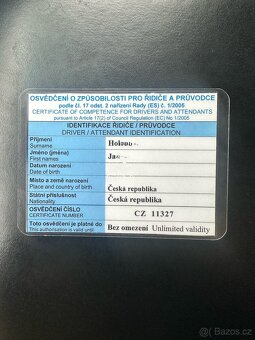 OSVĚDČENÍ O ZPŮSOBILOSTI PRO ŘIDIČE A PRŮVODCE
podle čl. 17 odst. 2 nařízení Rady (ES) č. 1/2005
CERTIFICATE OF COMPETENCE FOR DRIVERS AND ATTENDANTS
pursuant to Article 17(2) of Council Regulation (EC) No 1/2005
IDENTIFIKACE ŘIDIČE / PRŮVODCE
DRIVER / ATTENDANT IDENTIFICATION
Příjmení
Surname
Jméno (jména)
First names
Datum narození
Date of birth
Místo a země narození
Place and country of birth
Česká republika
Státní příslušnost
Nationality
Česká republika
OSVĚDČENÍ ČÍSLO
CERTIFICATE NUMBER
CZ 11327
Toto osvědčení je platné do
This authorisation is valid until
Bez omezení Unlimited validity
sbazar.cz